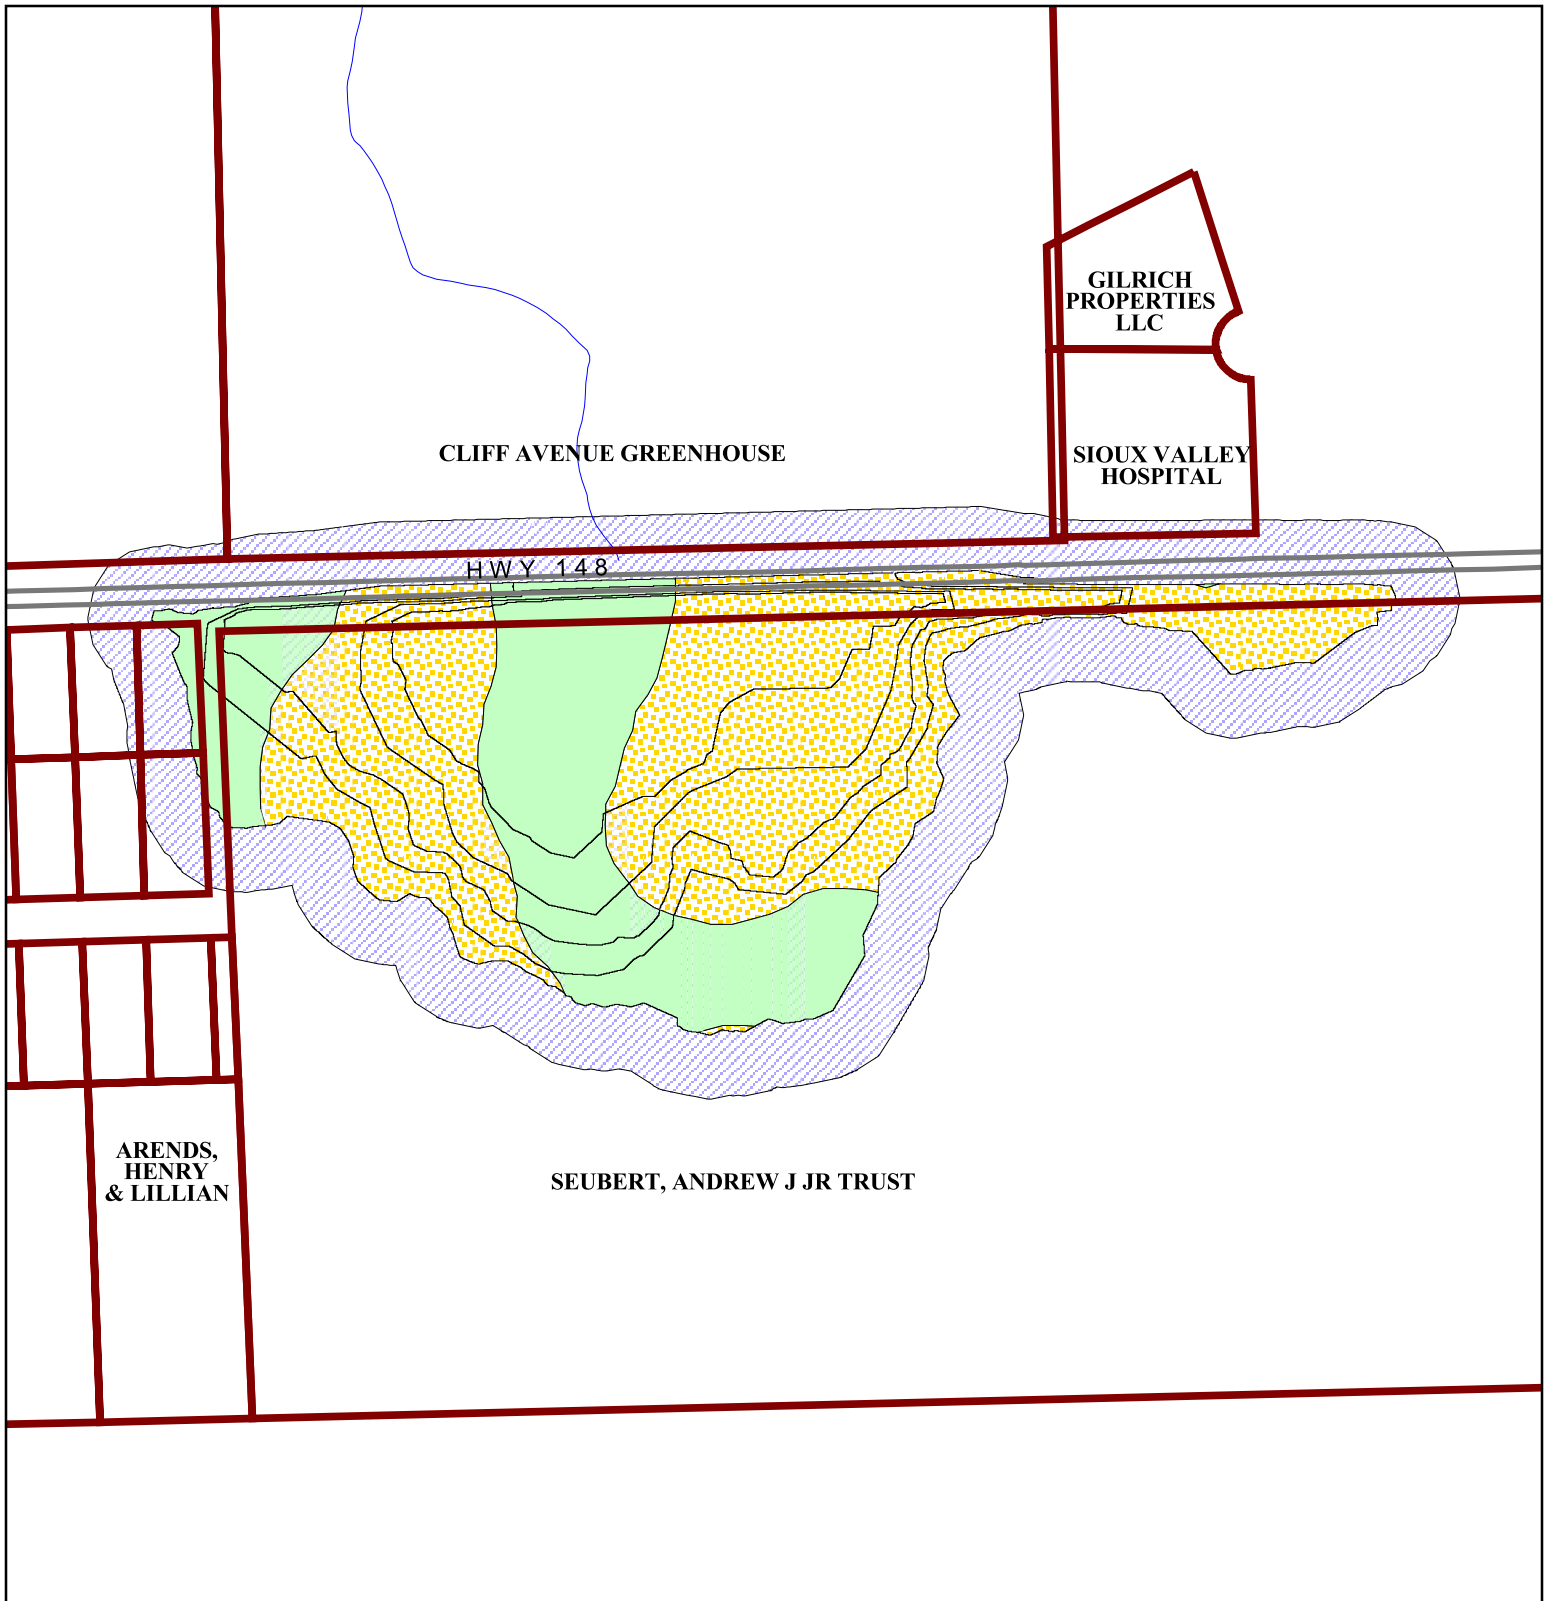 GILRICH
PROPERTIES
LLC
CLIFF AVENUE GREENHOUSE
SIOUX VALLEY
HOSPITAL
HWY 148
ARENDS,
HENRY
& LILLIAN
SEUBERT, ANDREW J JR TRUST